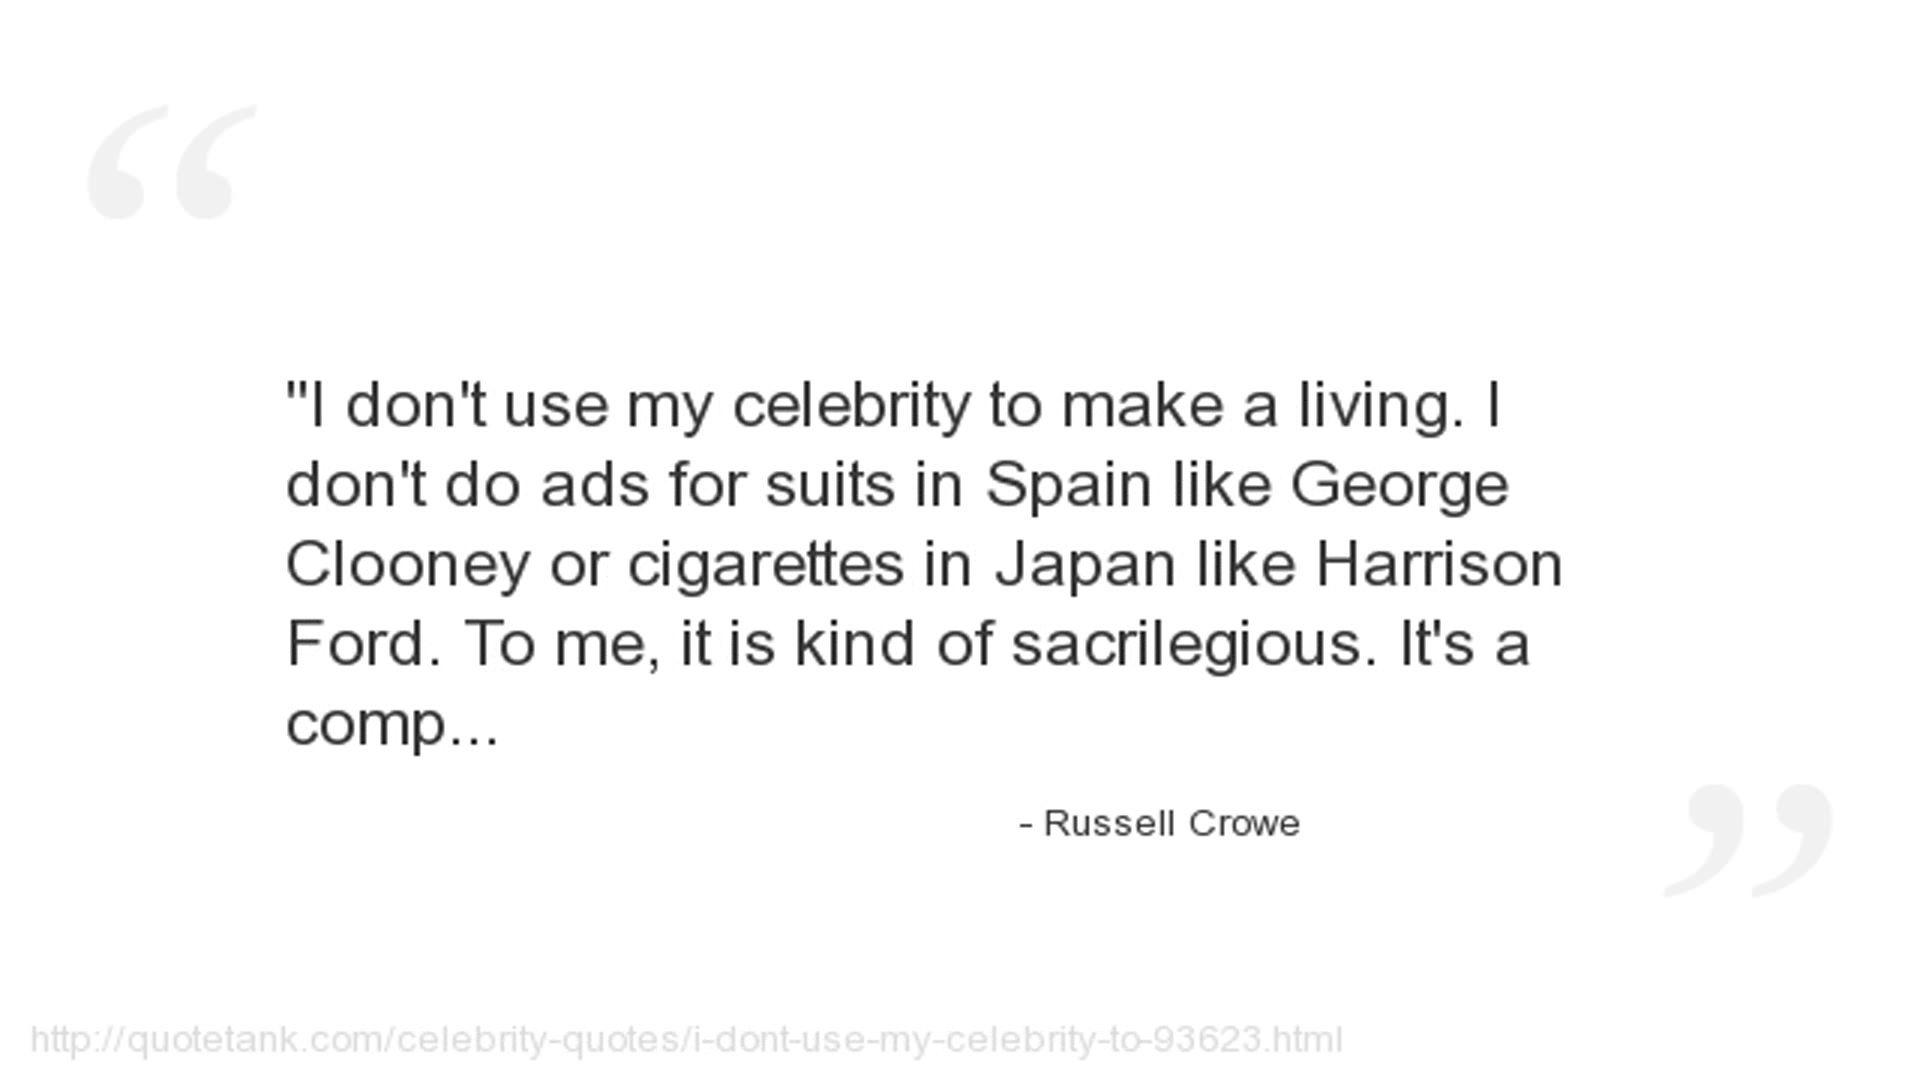 "I don't use my celebrity to make a living. I
don't do ads for suits in Spain like George
Clooney or cigarettes in Japan like Harrison
Ford. To me, it is kind of sacrilegious. It's a
comp...
- Russell Crowe
http://quotetank.com/celebrity-quotes/i-dont-use-my-celebrity-to-93623.html